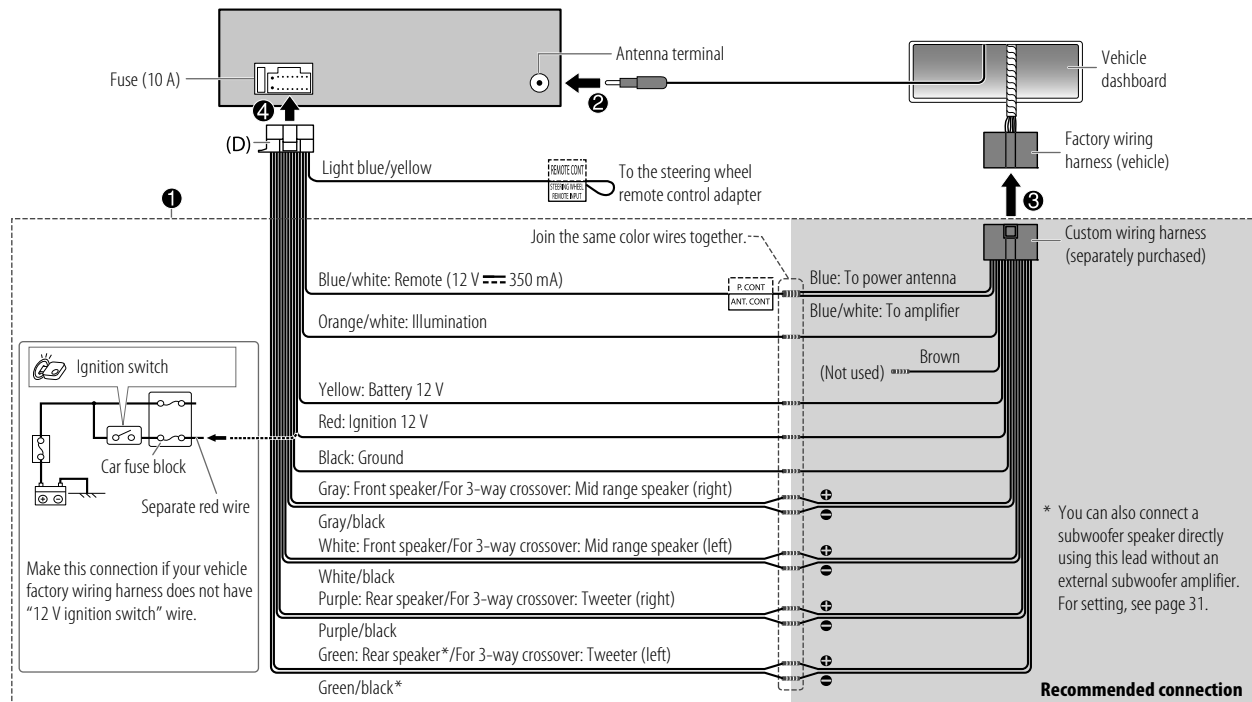 Fuse (10 A)
Antenna terminal
Vehicle
dashboard
❷
❹
(D)
Factory wiring
harness (vehicle)
Light blue/yellow
REMOTE CONT
STEERING WHEEL
REMOTE INPUT
To the steering wheel
remote control adapter
❶
❸
Join the same color wires together.
Custom wiring harness
(separately purchased)
Blue/white: Remote (12 V ⎓ 350 mA)
P. CONT
ANT. CONT
Blue: To power antenna
Blue/white: To amplifier
Orange/white: Illumination
Ignition switch
Brown
(Not used)
Yellow: Battery 12 V
Red: Ignition 12 V
Car fuse block
Black: Ground
Separate red wire
Gray: Front speaker/For 3-way crossover: Mid range speaker (right)
⊕
⊖
Gray/black
White: Front speaker/For 3-way crossover: Mid range speaker (left)
⊕
⊖
White/black
Purple: Rear speaker/For 3-way crossover: Tweeter (right)
⊕
⊖
Purple/black
Green: Rear speaker*/For 3-way crossover: Tweeter (left)
⊕
⊖
Green/black*
⊕ ⊖
Make this connection if your vehicle
factory wiring harness does not have
“12 V ignition switch” wire.
* You can also connect a
subwoofer speaker directly
using this lead without an
external subwoofer amplifier.
For setting, see page 31.
Recommended connection